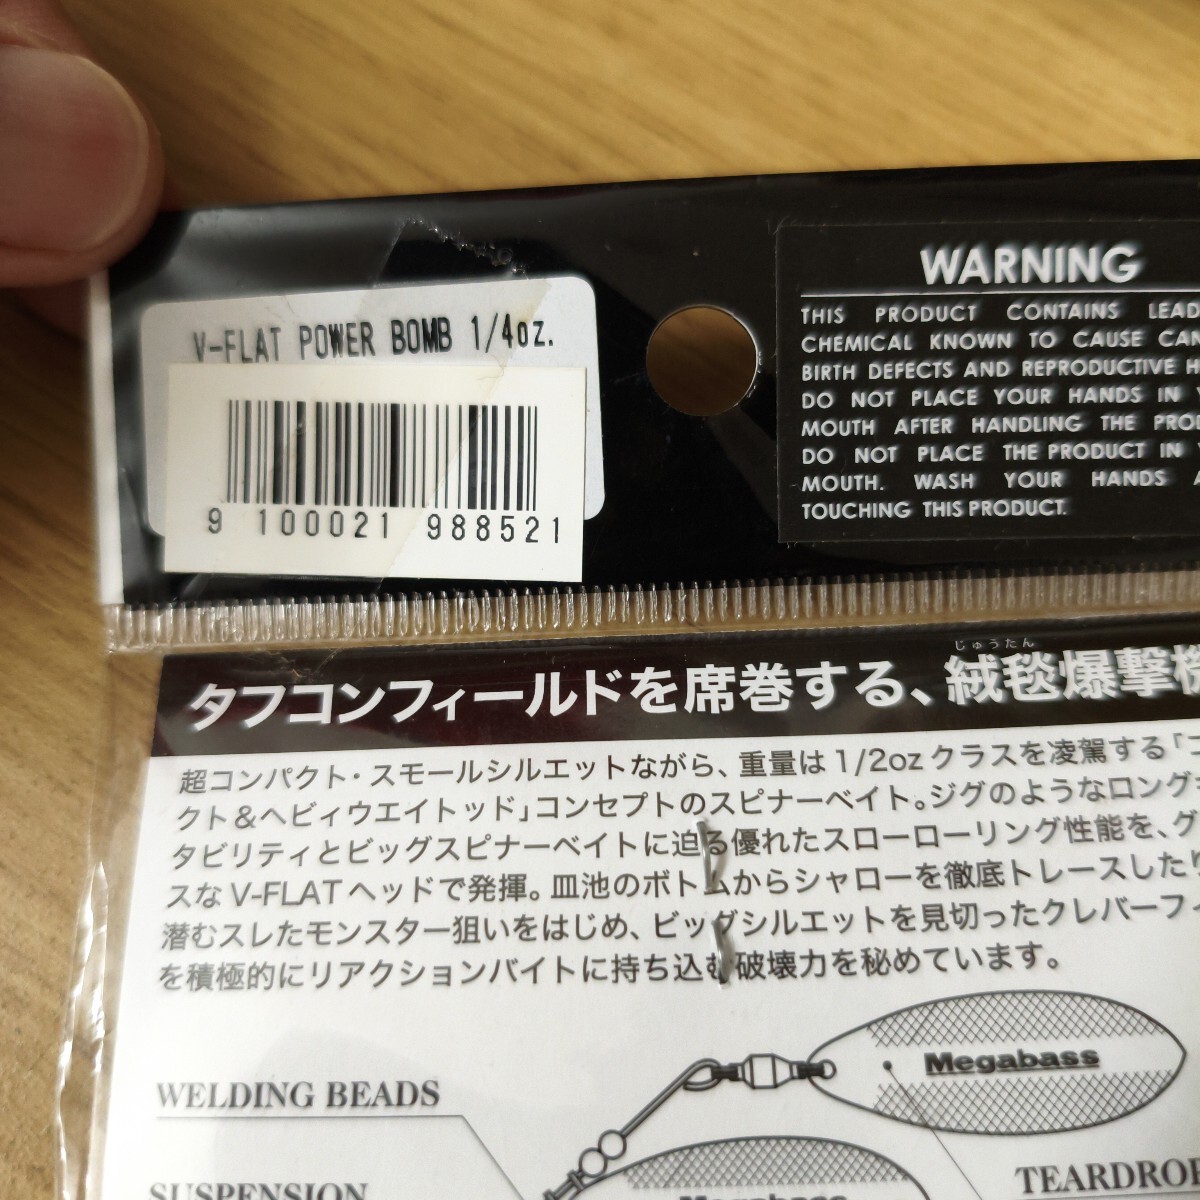 V-FLAT POWER BOMB 1/4oz.
9 100021 988521
WARNING
THIS PRODUCT CONTAINS LEAD
CHEMICAL KNOWN TO CAUSE CAN
BIRTH DEFECTS AND REPRODUCTIVE H
DO NOT PLACE YOUR HANDS IN Y
MOUTH AFTER HANDLING THE PROD
DO NOT PLACE THE PRODUCT IN Y
MOUTH. WASH YOUR HANDS A
TOUCHING THIS PRODUCT.
じゅうたん
タフコンフィールドを席巻する、絨毯爆撃機
超コンパクト・スモールシルエットながら、重量は1/2ozクラスを凌駕する「コ
クト&ヘビィウエイトッド」コンセプトのスピナーベイト。ジグのようなロング
タビリティとビッグスピナーベイトに迫る優れたスローローリング性能を、グ
スなV-FLATヘッドで発揮。皿池のボトムからシャローを徹底トレースしたり
潜むスレたモンスター狙いをはじめ、ビッグシルエットを見切ったクレバーフィ
を積極的にリアクションバイトに持ち込む破壊力を秘めています。
Megabass
WELDING BEADS
TEARDROP
SUSPENSION
Megabass